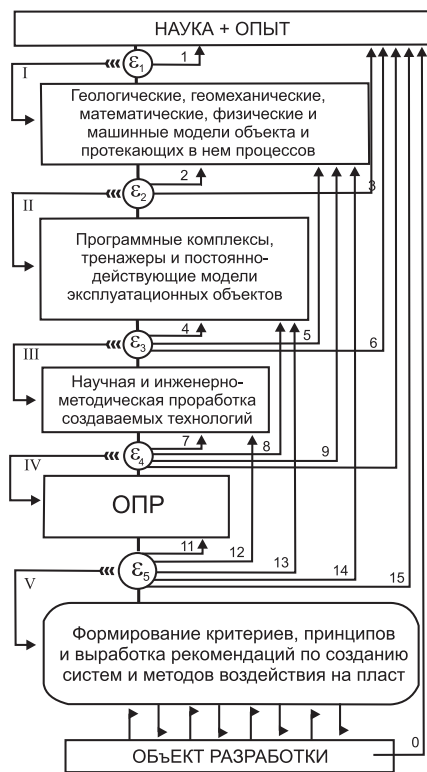 НАУКА + ОПЫТ
I
ε1
1
Геологические, геомеханические,
математические, физические и
машинные модели объекта и
протекающих в нем процессов
ε2
2
3
II
Программные комплексы,
тренажеры и постоянно-
действующие модели
эксплуатационных объектов
ε3
4
5
6
III
Научная и инженерно-
методическая проработка
создаваемых технологий
ε4
7
8
9
IV
ОПР
ε5
11
12
13
14
15
V
Формирование критериев, принципов
и выработка рекомендаций по созданию
систем и методов воздействия на пласт
0
ОБъЕКТ РАЗРАБОТКИ